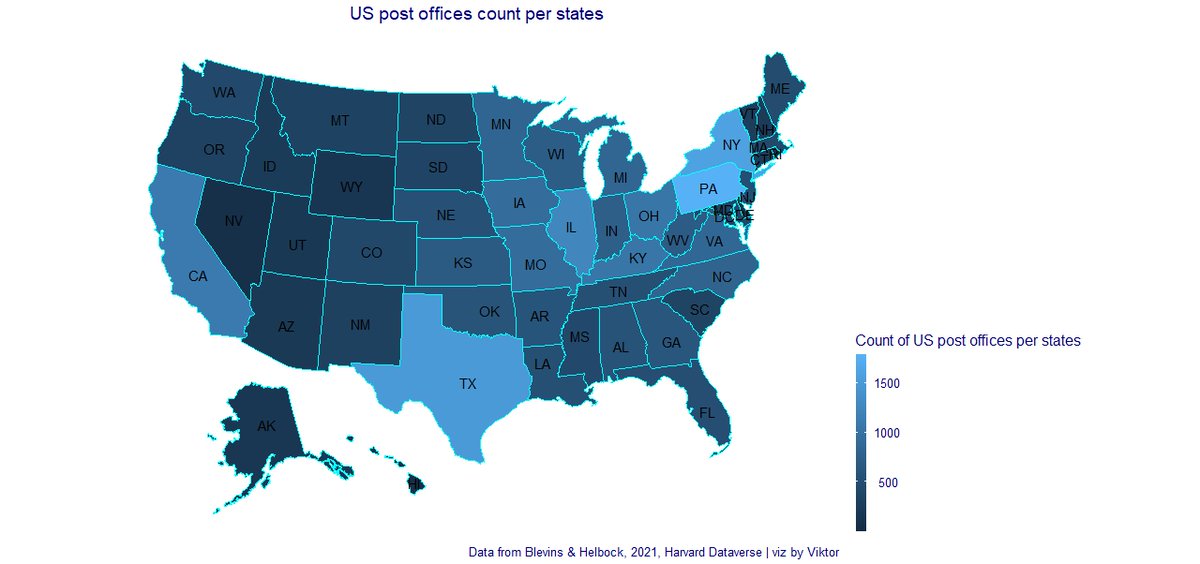 US post offices count per states
ME
WA
VT
MT
ND
MN
NH
OR
NY
MA
WI
CT
RI
ID
SD
MI
WY
PA
NJ
IA
MD
DE
DC
NE
OH
NV
IL
IN
WV
VA
UT
CO
KY
KS
MO
CA
NC
TN
OK
SC
AR
AZ
NM
MS
GA
AL
LA
TX
FL
AK
HI
Count of US post offices per states
1500
1000
500
Data from Blevins & Helbock, 2021, Harvard Dataverse | viz by Viktor